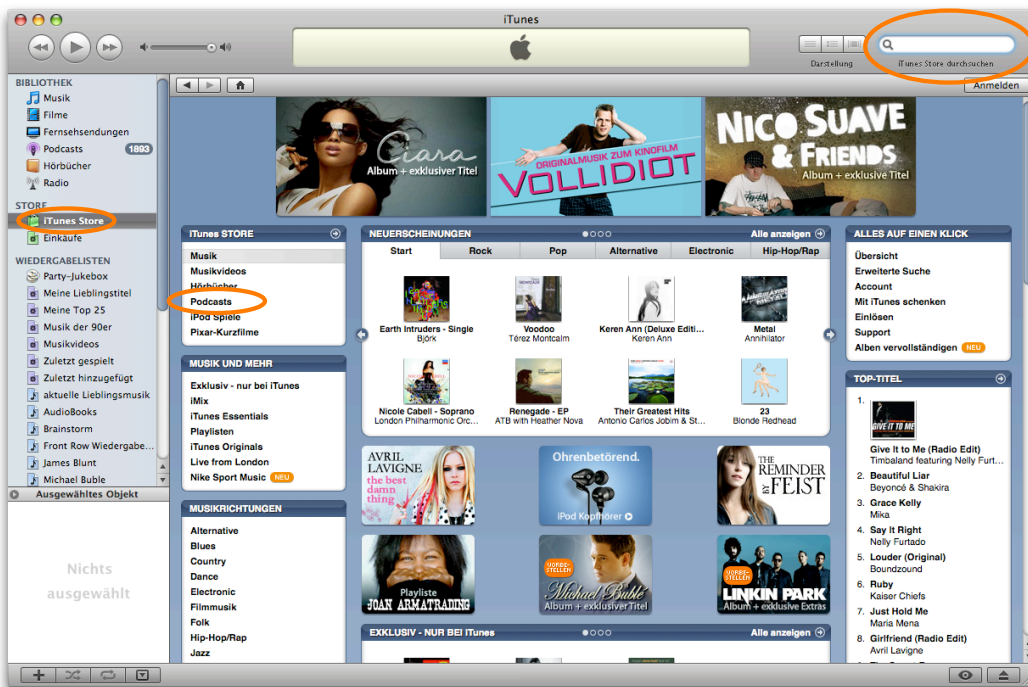 iTunes
Darstellung
iTunes Store durchsuchen
Anmelden
BIBLIOTHEK
Musik
Filme
Fernsehsendungen
Podcasts 1893
Hörbücher
Radio
STORE
iTunes Store
Einkäufe
WIEDERGABELISTEN
Party-Jukebox
Meine Lieblingstitel
Meine Top 25
Musik der 90er
Musikvideos
Zuletzt gespielt
Zuletzt hinzugefügt
aktuelle Lieblingsmusik
AudioBooks
Brainstorm
Front Row Wiedergabe...
James Blunt
Michael Buble
Ausgewähltes Objekt
Nichts
ausgewählt
Ciara
Album + exklusiver Titel
ORIGINALMUSIK ZUM KINOFILM
VOLLIDIOT
NICO SUAVE
& FRIENDS
Album + exklusiver Titel
iTunes STORE
Musik
Musikvideos
Hörbücher
Podcasts
iPod Spiele
Pixar-Kurzfilme
MUSIK UND MEHR
Exklusiv - nur bei iTunes
iMix
iTunes Essentials
Playlisten
iTunes Originals
Live from London
Nike Sport Music NEU
MUSIKRICHTUNGEN
Alternative
Blues
Country
Dance
Electronic
Filmmusik
Folk
Hip-Hop/Rap
Jazz
NEUERSCHEINUNGEN
Alle anzeigen
Start Rock Pop Alternative Electronic Hip-Hop/Rap
Earth Intruders - Single
Björk
Voodoo
Térez Montcalm
Keren Ann (Deluxe Editi...
Keren Ann
Metal
Annihilator
Nicole Cabell - Soprano
London Philharmonic Orc...
Renegade - EP
ATB with Heather Nova
Their Greatest Hits
Antonio Carlos Jobim & St...
23
Blonde Redhead
AVRIL
LAVIGNE
the best
damn
thing
Ohrenbetörend.
iPod Kopfhörer
THE
REMINDER
BY FEIST
Playliste
JOAN ARMATRADING
VORBE-
STELLEN
Michael Bublé
Album + exklusiver Titel
VORBE-
STELLEN
LINKIN PARK
Album + exklusive Extras
EXKLUSIV - NUR BEI iTunes
Alle anzeigen
ALLES AUF EINEN KLICK
Übersicht
Erweiterte Suche
Account
Mit iTunes schenken
Einlösen
Support
Alben vervollständigen NEU
TOP-TITEL
1.
GIVE IT TO ME
Give It to Me (Radio Edit)
Timbaland featuring Nelly Furt...
2. Beautiful Liar
Beyoncé & Shakira
3. Grace Kelly
Mika
4. Say It Right
Nelly Furtado
5. Louder (Original)
Boundzound
6. Ruby
Kaiser Chiefs
7. Just Hold Me
Maria Mena
8. Girlfriend (Radio Edit)
Avril Lavigne